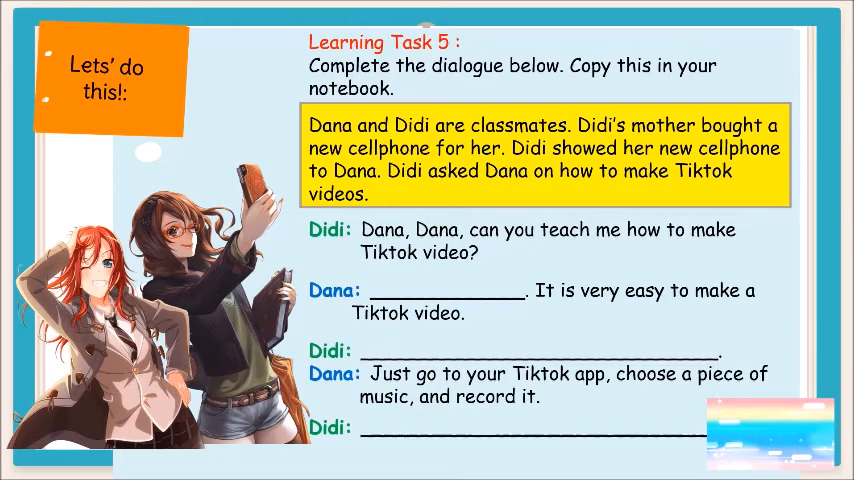 Lets' do
this!:
Learning Task 5 :
Complete the dialogue below. Copy this in your
notebook.
Dana and Didi are classmates. Didi's mother bought a
new cellphone for her. Didi showed her new cellphone
to Dana. Didi asked Dana on how to make Tiktok
videos.
Didi: Dana, Dana, can you teach me how to make
Tiktok video?
Dana: ______________. It is very easy to make a
Tiktok video.
Didi: ________________________________.
Dana: Just go to your Tiktok app, choose a piece of
music, and record it.
Didi: ________________________________